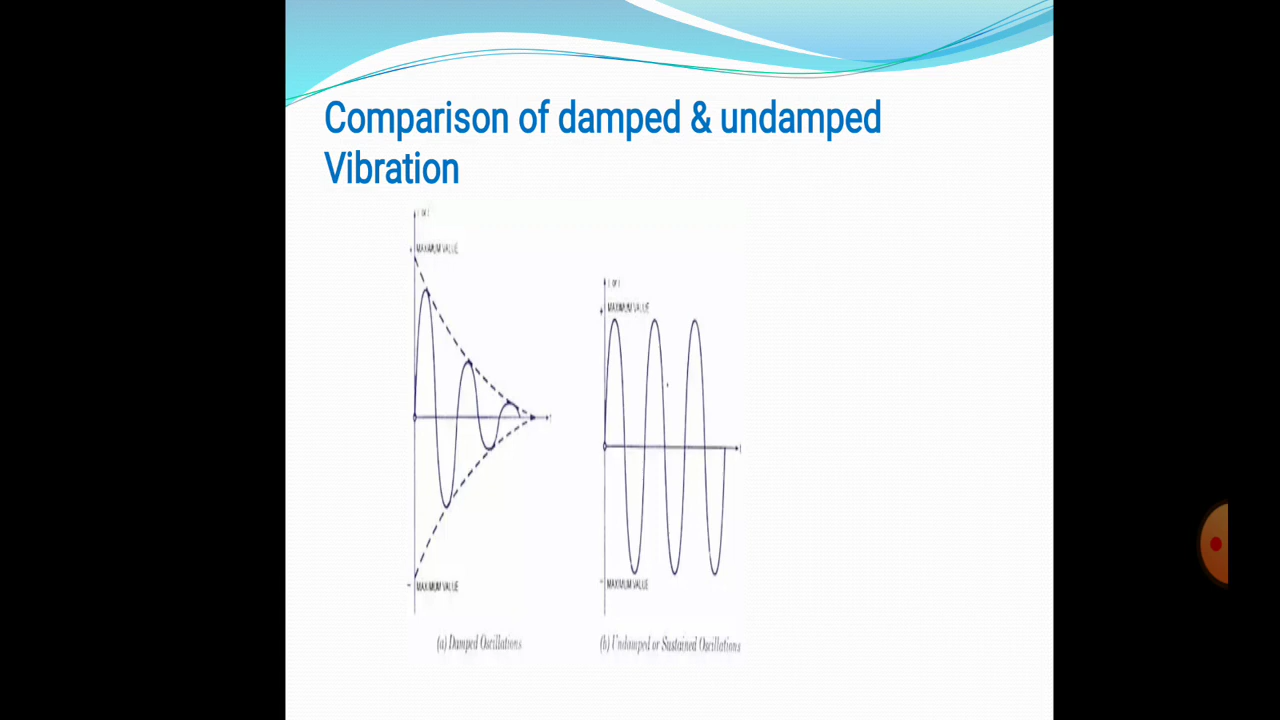 Comparison of damped & undamped
Vibration
MAXIMUM VALUE
MAXIMUM VALUE
MAXIMUM VALUE
MAXIMUM VALUE
(a) Damped Oscillations
(b) Undamped or Sustained Oscillations